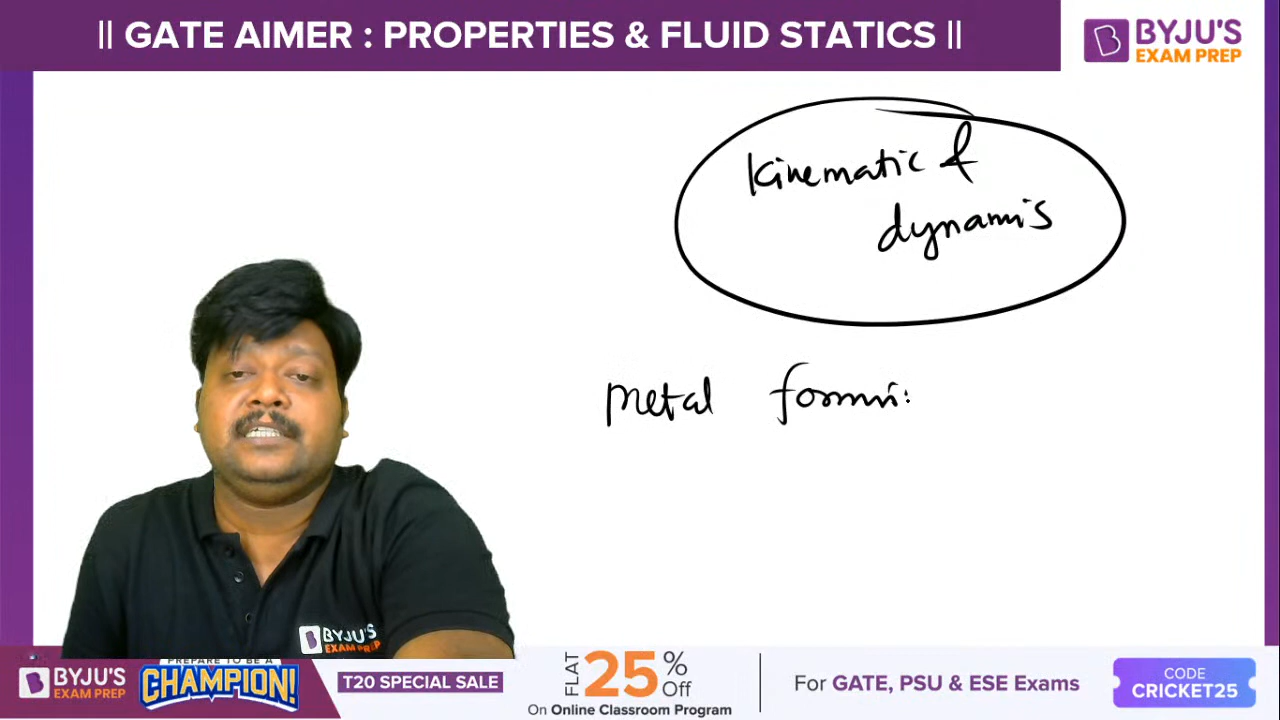 || GATE AIMER : PROPERTIES & FLUID STATICS ||
BYJU'S
EXAM PREP
Kinematic &
dynamis
Metal formi:
BYJU'S
EXAM PREP
BYJU'S
EXAM PREP
PREPARE TO BE A
CHAMPION!
T20 SPECIAL SALE
FLAT 25% Off
On Online Classroom Program
For GATE, PSU & ESE Exams
CODE
CRICKET25